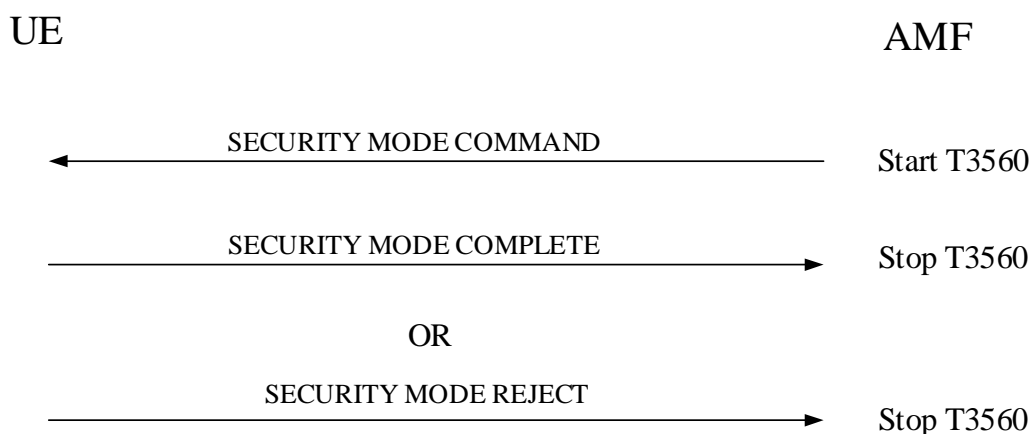 UE
AMF
SECURITY MODE COMMAND
Start T3560
SECURITY MODE COMPLETE
Stop T3560
OR
SECURITY MODE REJECT
Stop T3560